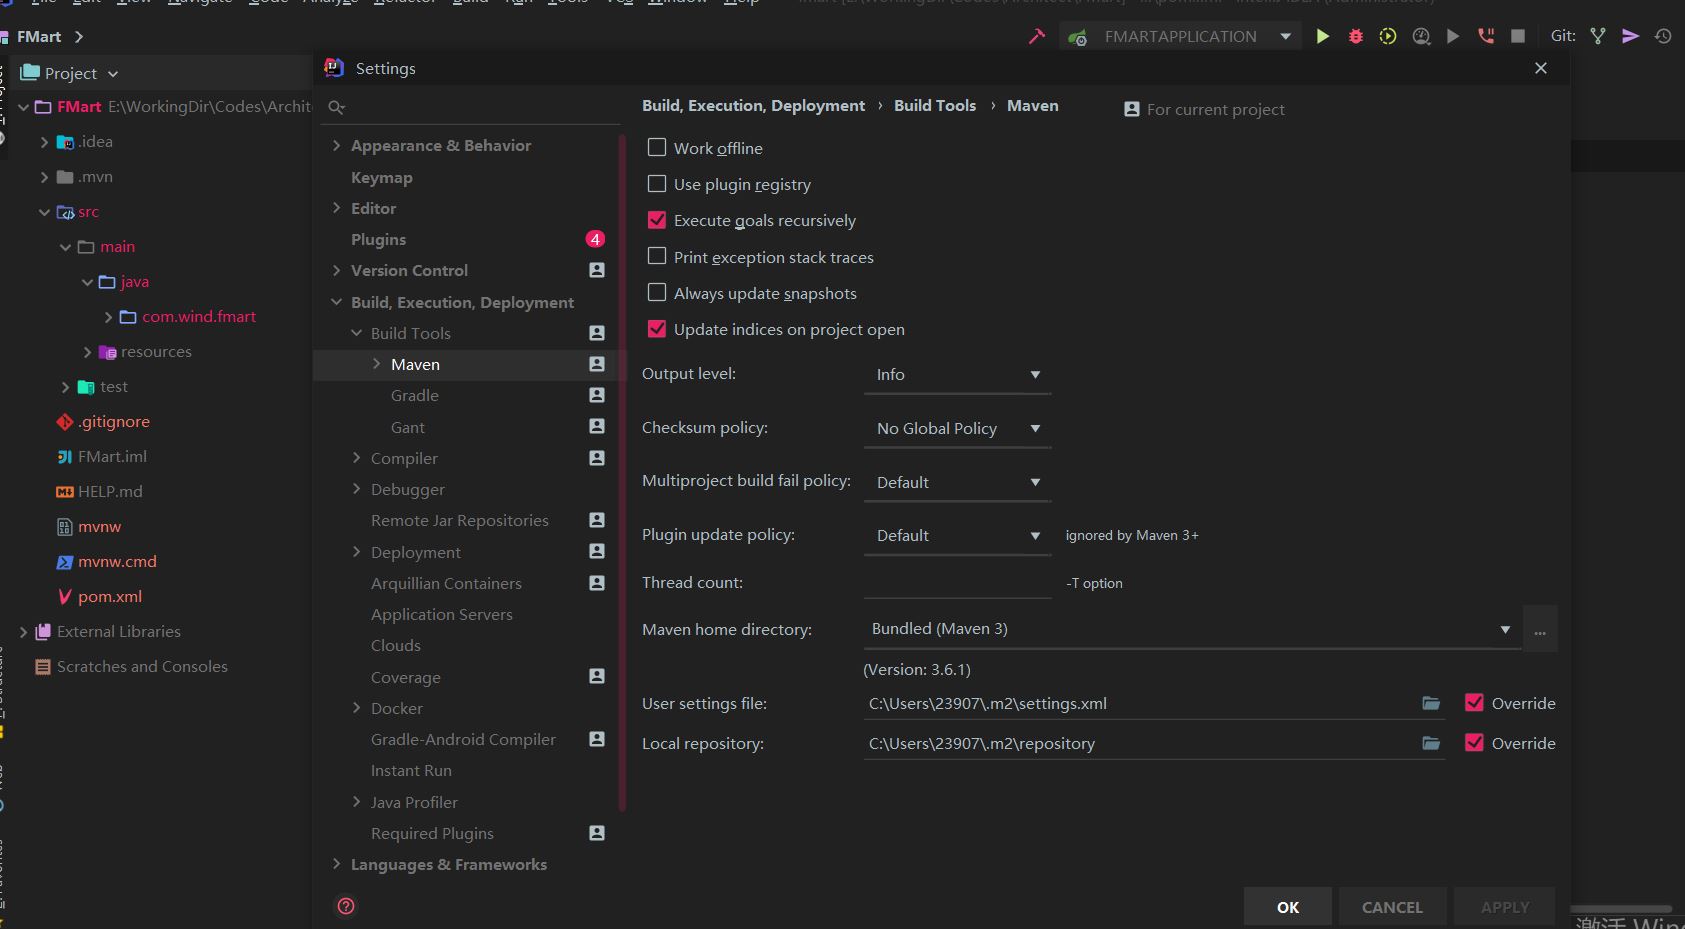 FMart
FMARTAPPLICATION
Git:
Project
Settings
FMart E:\WorkingDir\Codes\Archit
.idea
.mvn
src
main
java
com.wind.fmart
resources
test
.gitignore
FMart.iml
HELP.md
mvnw
mvnw.cmd
pom.xml
External Libraries
Scratches and Consoles
Appearance & Behavior
Keymap
Editor
Plugins 4
Version Control
Build, Execution, Deployment
Build Tools
Maven
Gradle
Gant
Compiler
Debugger
Remote Jar Repositories
Deployment
Arquillian Containers
Application Servers
Clouds
Coverage
Docker
Gradle-Android Compiler
Instant Run
Java Profiler
Required Plugins
Languages & Frameworks
Build, Execution, Deployment › Build Tools › Maven
For current project
Work offline
Use plugin registry
Execute goals recursively
Print exception stack traces
Always update snapshots
Update indices on project open
Output level: Info
Checksum policy: No Global Policy
Multiproject build fail policy: Default
Plugin update policy: Default ignored by Maven 3+
Thread count: -T option
Maven home directory: Bundled (Maven 3) ...
(Version: 3.6.1)
User settings file: C:\Users\23907\.m2\settings.xml Override
Local repository: C:\Users\23907\.m2\repository Override
OK CANCEL APPLY